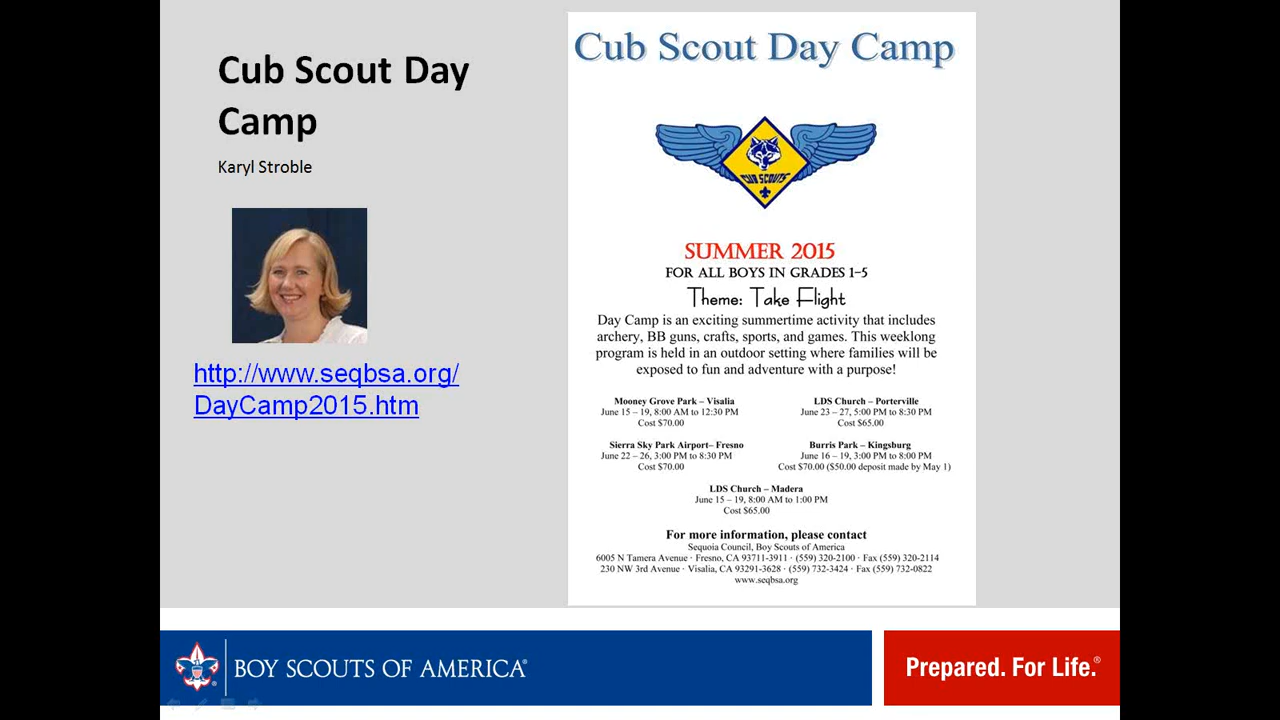 Cub Scout Day
Camp
Karyl Stroble
http://www.seqbsa.org/
DayCamp2015.htm
Cub Scout Day Camp
CUB SCOUTS
SUMMER 2015
FOR ALL BOYS IN GRADES 1-5
Theme: Take Flight
Day Camp is an exciting summertime activity that includes
archery, BB guns, crafts, sports, and games. This weeklong
program is held in an outdoor setting where families will be
exposed to fun and adventure with a purpose!
Mooney Grove Park – Visalia
June 15 – 19, 8:00 AM to 12:30 PM
Cost $70.00
LDS Church – Porterville
June 23 – 27, 5:00 PM to 8:30 PM
Cost $65.00
Sierra Sky Park Airport– Fresno
June 22 – 26, 3:00 PM to 8:30 PM
Cost $70.00
Burris Park – Kingsburg
June 16 – 19, 3:00 PM to 8:00 PM
Cost $70.00 ($50.00 deposit made by May 1)
LDS Church – Madera
June 15 – 19, 8:00 AM to 1:00 PM
Cost $65.00
For more information, please contact
Sequoia Council, Boy Scouts of America
6005 N Tamera Avenue · Fresno, CA 93711-3911 · (559) 320-2100 · Fax (559) 320-2114
230 NW 3rd Avenue · Visalia, CA 93291-3628 · (559) 732-3424 · Fax (559) 732-0822
www.seqbsa.org
BOY SCOUTS OF AMERICA®
Prepared. For Life.®